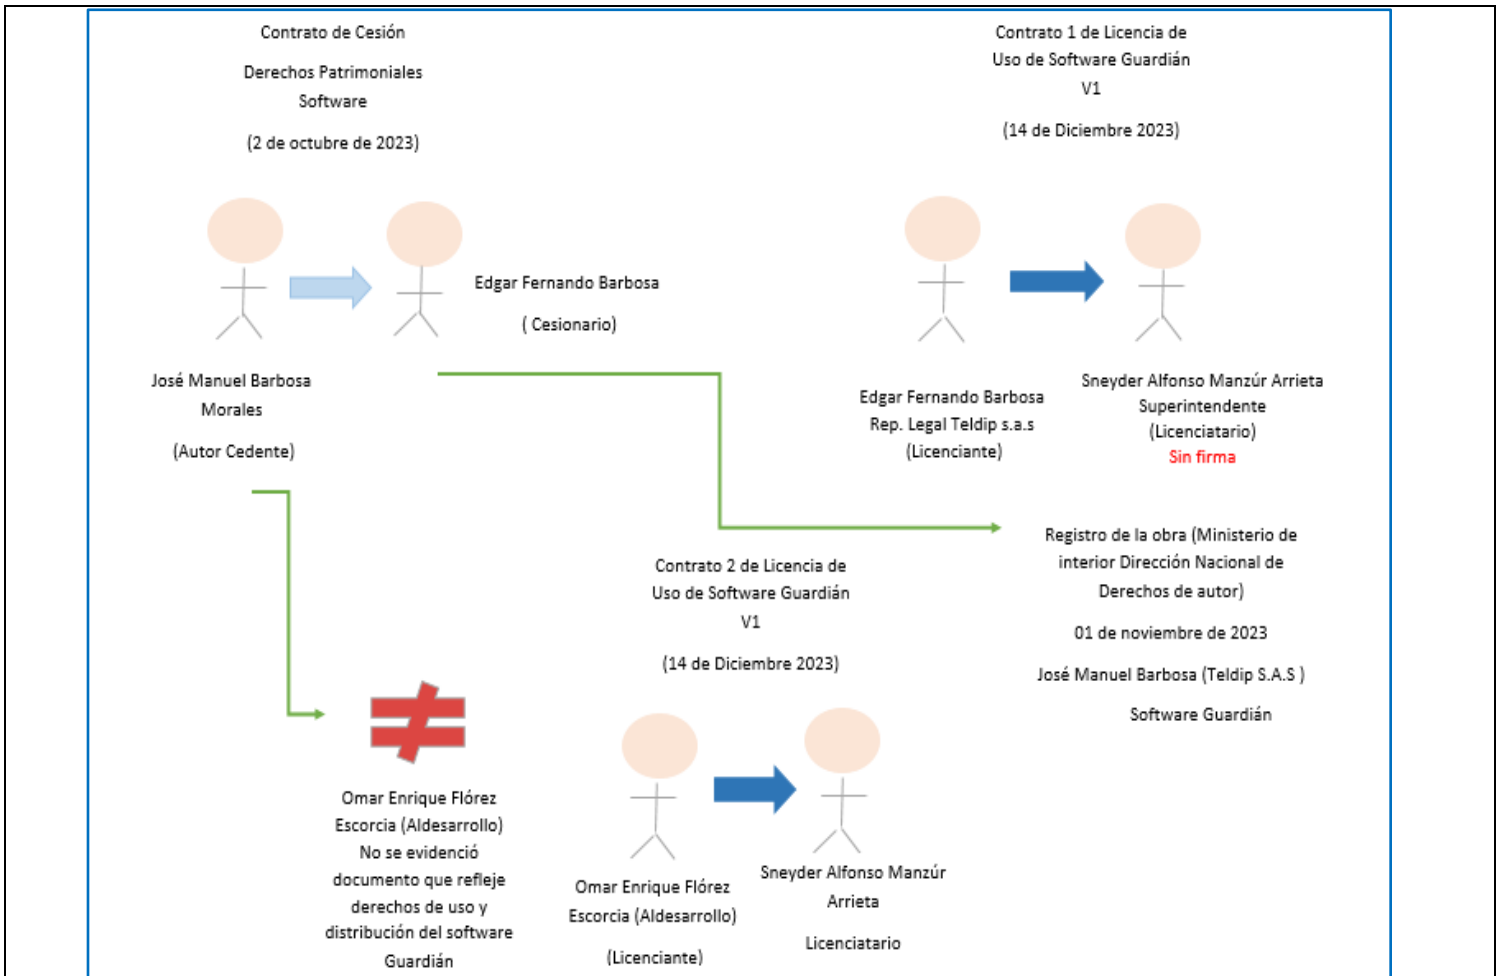 Contrato de Cesión
Derechos Patrimoniales
Software
(2 de octubre de 2023)
Edgar Fernando Barbosa
( Cesionario)
José Manuel Barbosa
Morales
(Autor Cedente)
Contrato 1 de Licencia de
Uso de Software Guardián
V1
(14 de Diciembre 2023)
Edgar Fernando Barbosa
Rep. Legal Teldip s.a.s
(Licenciante)
Sneyder Alfonso Manzúr Arrieta
Superintendente
(Licenciatario)
Sin firma
Registro de la obra (Ministerio de
interior Dirección Nacional de
Derechos de autor)
01 de noviembre de 2023
José Manuel Barbosa (Teldip S.A.S )
Software Guardián
Contrato 2 de Licencia de
Uso de Software Guardián
V1
(14 de Diciembre 2023)
Omar Enrique Flórez
Escorcia (Aldesarrollo)
No se evidenció
documento que refleje
derechos de uso y
distribución del software
Guardián
Omar Enrique Flórez
Escorcia (Aldesarrollo)
(Licenciante)
Sneyder Alfonso Manzúr
Arrieta
Licenciatario